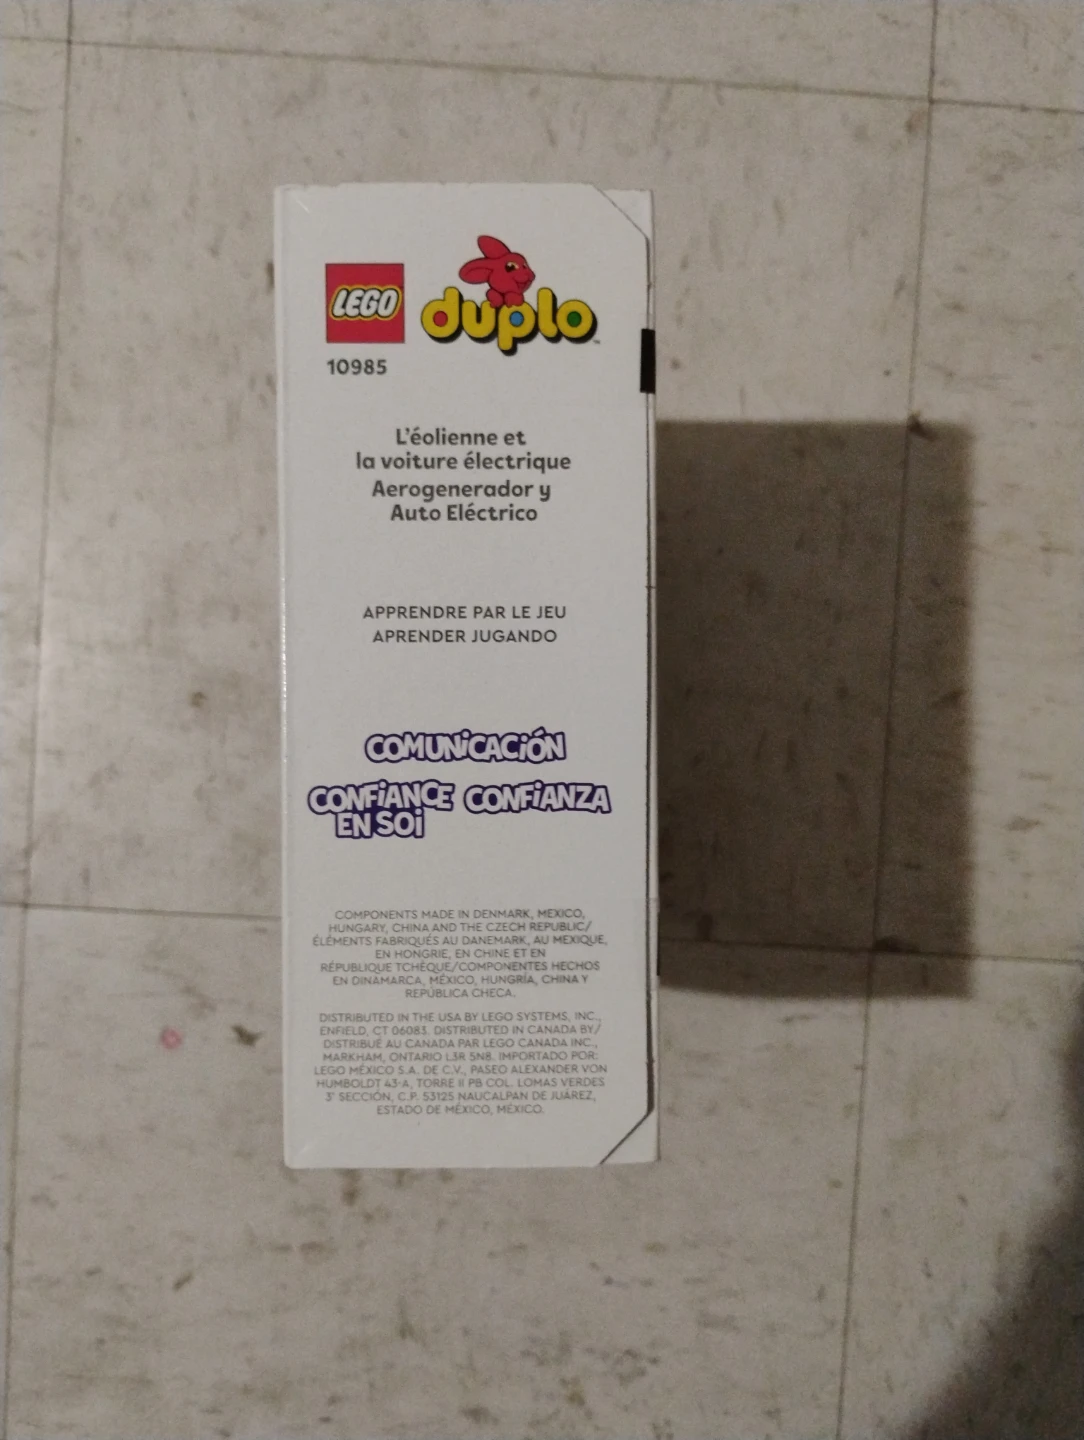 LEGO duplo™
10985
L'éolienne et
la voiture électrique
Aerogenerador y
Auto Eléctrico
APPRENDRE PAR LE JEU
APRENDER JUGANDO
COMUNiCACiÓN
CONFiANCE CONFiANZA
EN SOi
COMPONENTS MADE IN DENMARK, MEXICO,
HUNGARY, CHINA AND THE CZECH REPUBLIC/
ÉLÉMENTS FABRIQUÉS AU DANEMARK, AU MEXIQUE,
EN HONGRIE, EN CHINE ET EN
RÉPUBLIQUE TCHÈQUE/COMPONENTES HECHOS
EN DINAMARCA, MÉXICO, HUNGRÍA, CHINA Y
REPÚBLICA CHECA.
DISTRIBUTED IN THE USA BY LEGO SYSTEMS, INC.,
ENFIELD, CT 06083. DISTRIBUTED IN CANADA BY/
DISTRIBUÉ AU CANADA PAR LEGO CANADA INC.,
MARKHAM, ONTARIO L3R 5N8. IMPORTADO POR:
LEGO MÉXICO S.A. DE C.V., PASEO ALEXANDER VON
HUMBOLDT 43-A, TORRE II PB COL. LOMAS VERDES
3ª SECCIÓN, C.P. 53125 NAUCALPAN DE JUÁREZ,
ESTADO DE MÉXICO, MÉXICO.